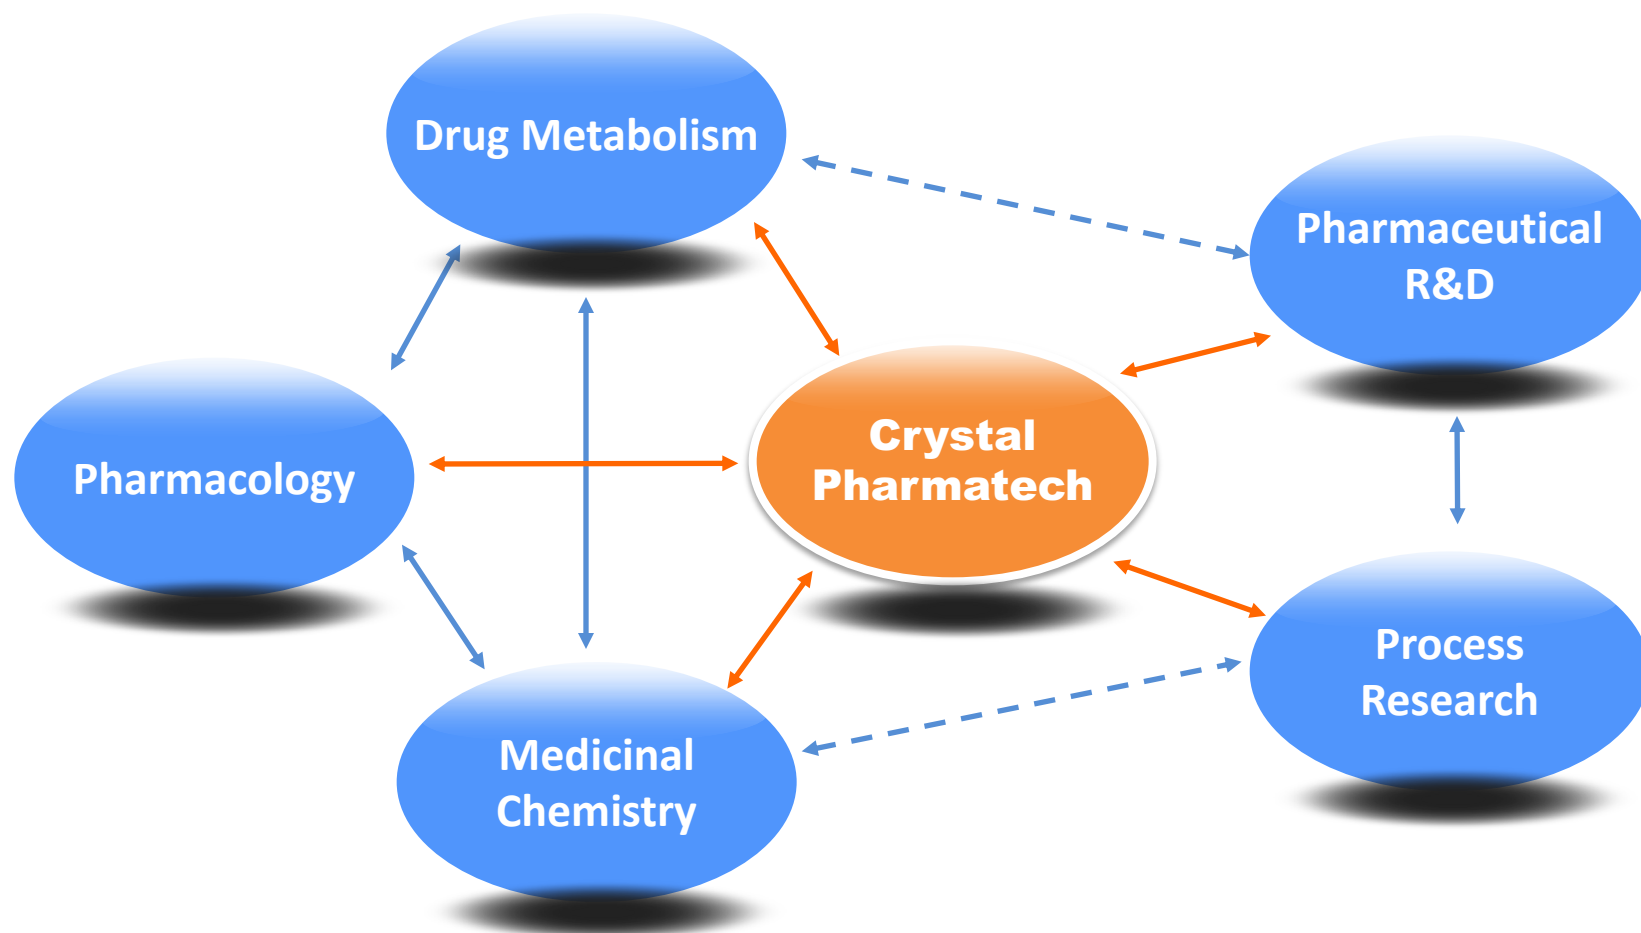 Drug Metabolism
Pharmaceutical
R&D
Crystal
Pharmatech
Pharmacology
Process
Research
Medicinal
Chemistry